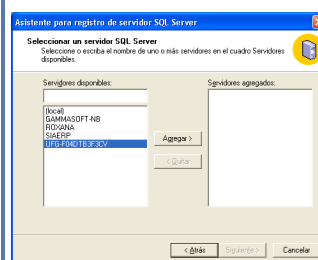 Asistente para registro de servidor SQL Server
Seleccionar un servidor SQL Server
Seleccione o escriba el nombre de uno o más servidores en el cuadro Servidores
disponibles.
Servidores disponibles:
Servidores agregados:
(local)
GAMMASOFT-NB
ROXANA
SIAERP
UFG-F04DTB3F3CV
Agregar >
< Quitar
< Atrás
Siguiente >
Cancelar